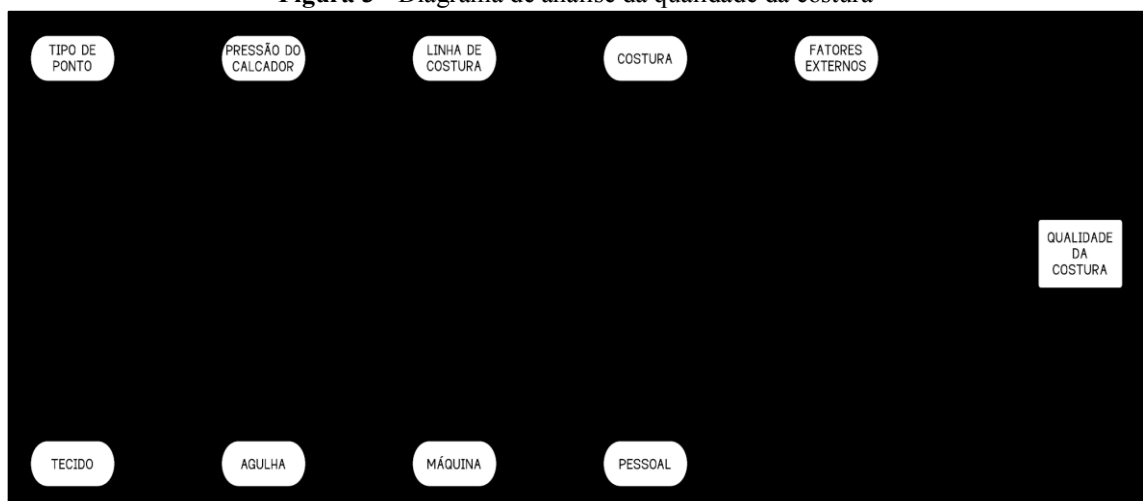 Figura 3 - Diagrama de análise da qualidade da costura
TIPO DE
PONTO
PRESSÃO DO
CALCADOR
LINHA DE
COSTURA
COSTURA
FATORES
EXTERNOS
QUALIDADE
DA
COSTURA
TECIDO
AGULHA
MÁQUINA
PESSOAL